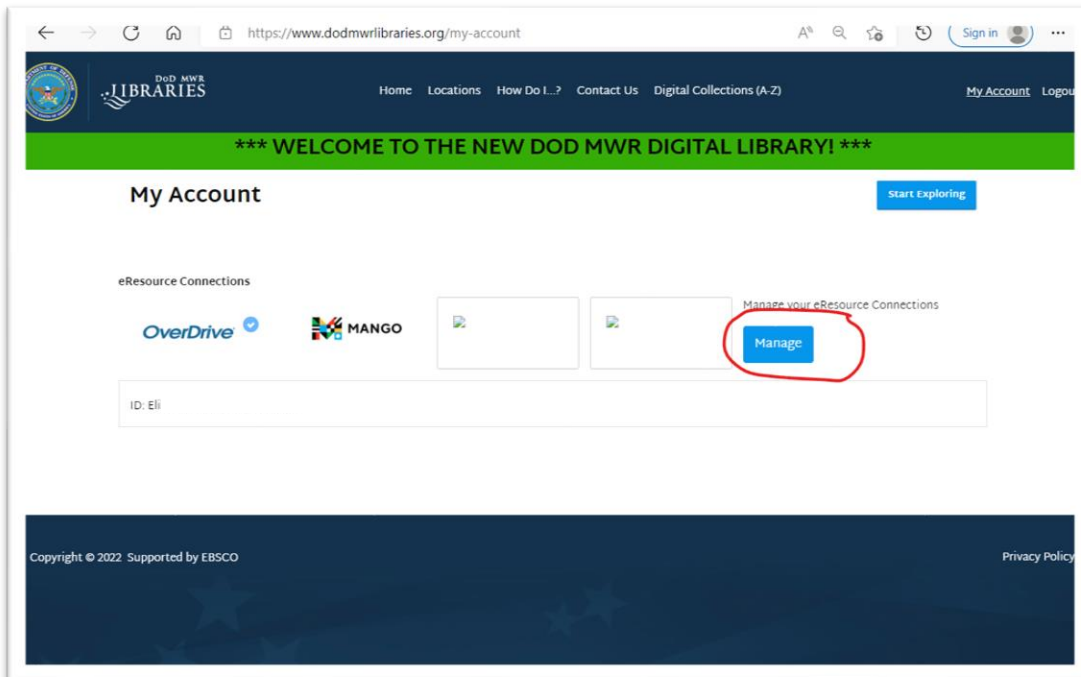 https://www.dodmwrlibraries.org/my-account
Sign in
DoD MWR
LIBRARIES
Home Locations How Do I...? Contact Us Digital Collections (A-Z) My Account Logou
*** WELCOME TO THE NEW DOD MWR DIGITAL LIBRARY! ***
My Account
Start Exploring
eResource Connections
Manage your eResource Connections
OverDrive MANGO
Manage
ID: Eli
Copyright © 2022 Supported by EBSCO Privacy Policy